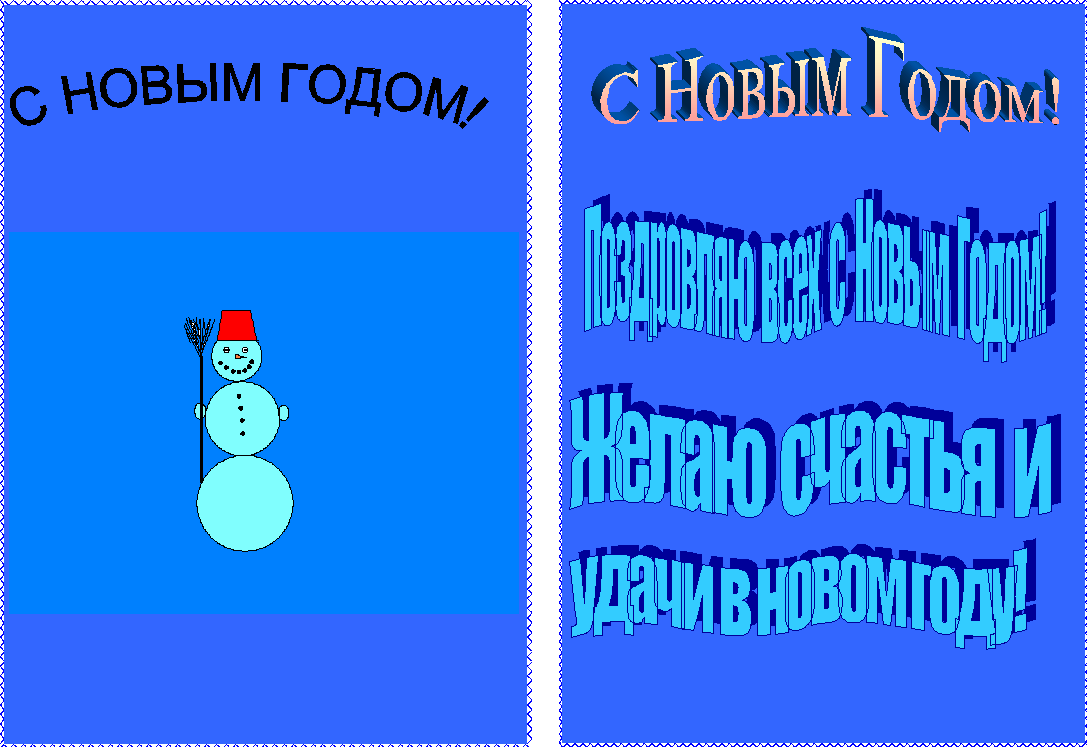 С НОВЫМ ГОДОМ!
С НОВЫМ ГОДОМ!
Поздровляю всех с Новым Годом!
Желаю счастья и
удачи в новом году!